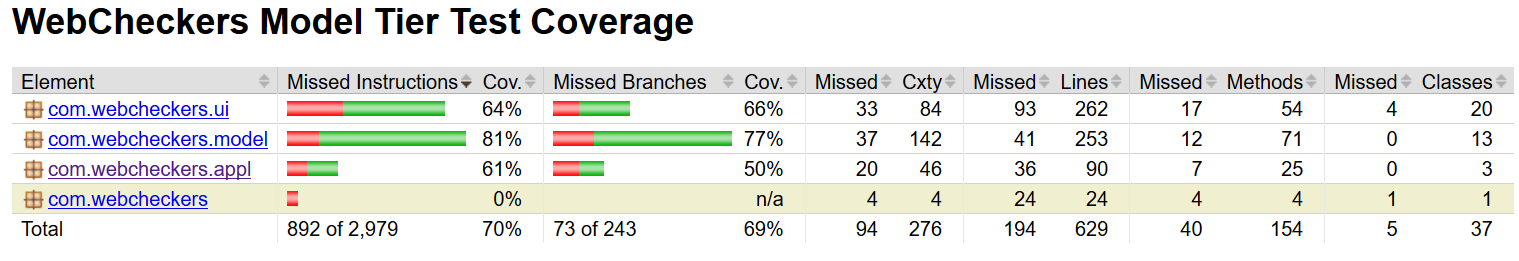 WebCheckers Model Tier Test Coverage
Element Missed Instructions Cov. Missed Branches Cov. Missed Cxty Missed Lines Missed Methods Missed Classes
com.webcheckers.ui 64% 66% 33 84 93 262 17 54 4 20
com.webcheckers.model 81% 77% 37 142 41 253 12 71 0 13
com.webcheckers.appl 61% 50% 20 46 36 90 7 25 0 3
com.webcheckers 0% n/a 4 4 24 24 4 4 1 1
Total 892 of 2,979 70% 73 of 243 69% 94 276 194 629 40 154 5 37